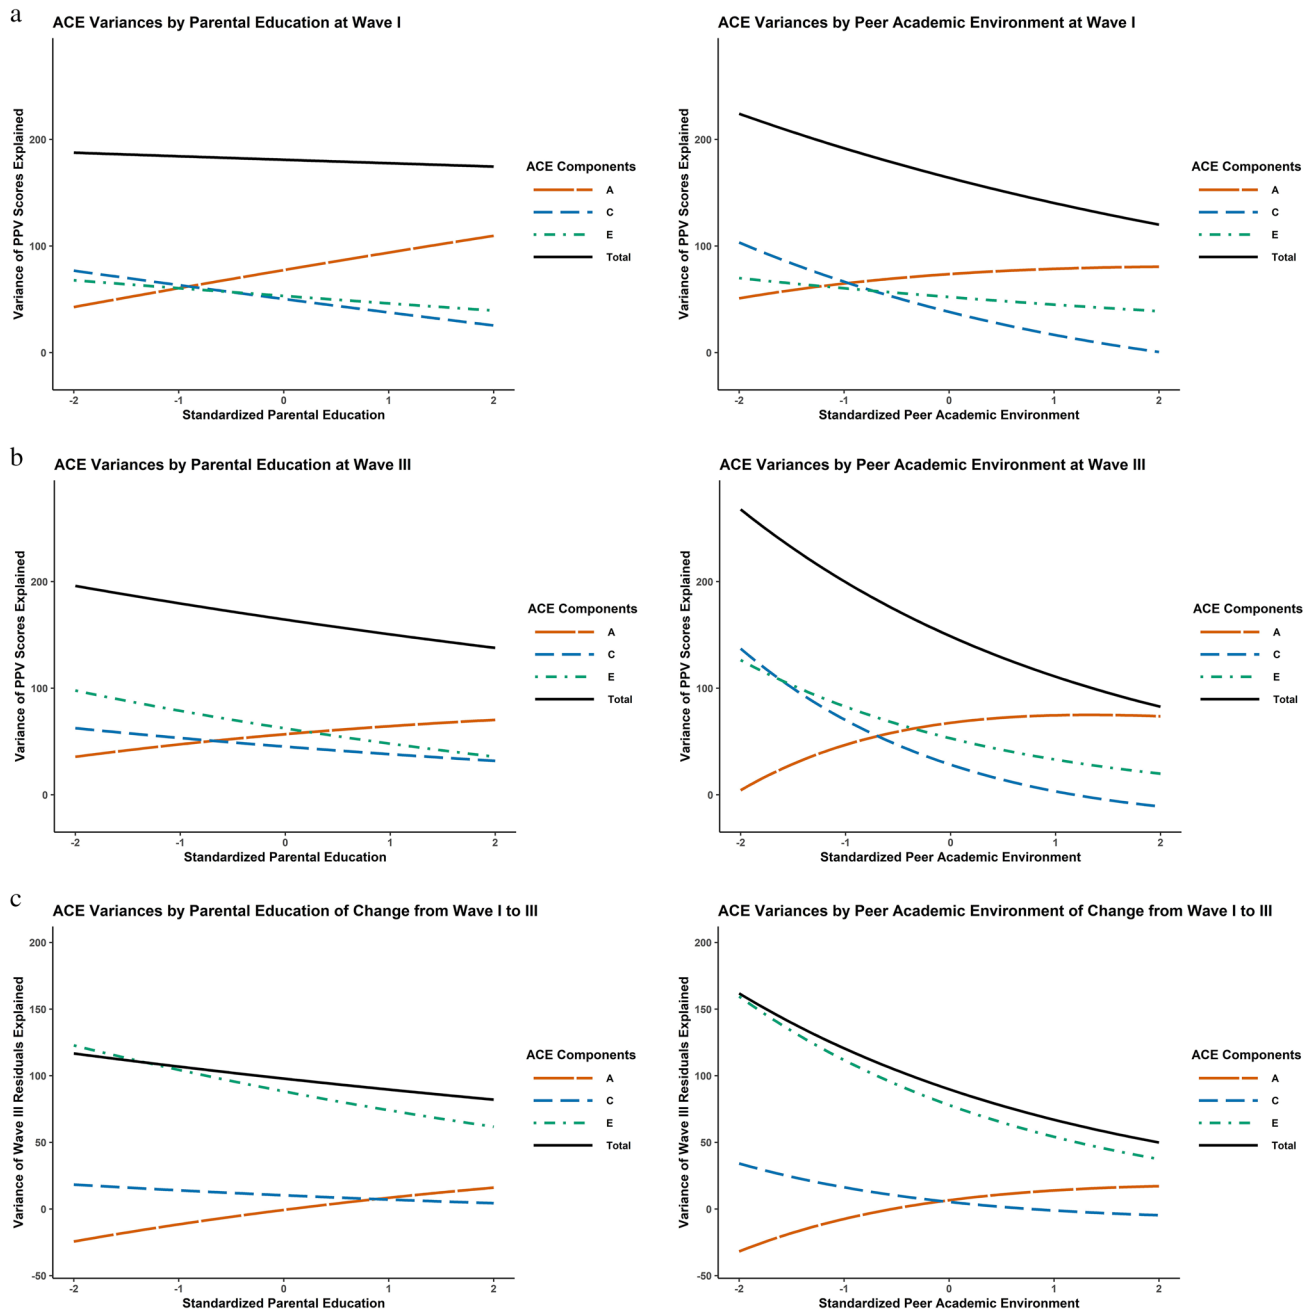 a
ACE Variances by Parental Education at Wave I
Variance of PPV Scores Explained
200
100
0
-2 -1 0 1 2
Standardized Parental Education
ACE Components
A
C
E
Total
ACE Variances by Peer Academic Environment at Wave I
Variance of PPV Scores Explained
200
100
0
-2 -1 0 1 2
Standardized Peer Academic Environment
ACE Components
A
C
E
Total
b
ACE Variances by Parental Education at Wave III
Variance of PPV Scores Explained
200
100
0
-2 -1 0 1 2
Standardized Parental Education
ACE Components
A
C
E
Total
ACE Variances by Peer Academic Environment at Wave III
Variance of PPV Scores Explained
200
100
0
-2 -1 0 1 2
Standardized Peer Academic Environment
ACE Components
A
C
E
Total
c
ACE Variances by Parental Education of Change from Wave I to III
Variance of Wave III Residuals Explained
200
150
100
50
0
-50
-2 -1 0 1 2
Standardized Parental Education
ACE Components
A
C
E
Total
ACE Variances by Peer Academic Environment of Change from Wave I to III
Variance of Wave III Residuals Explained
200
150
100
50
0
-50
-2 -1 0 1 2
Standardized Peer Academic Environment
ACE Components
A
C
E
Total